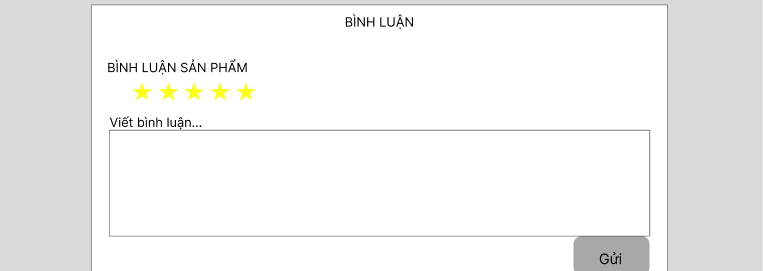 BÌNH LUẬN
BÌNH LUẬN SẢN PHẨM
Viết bình luận...
Gửi